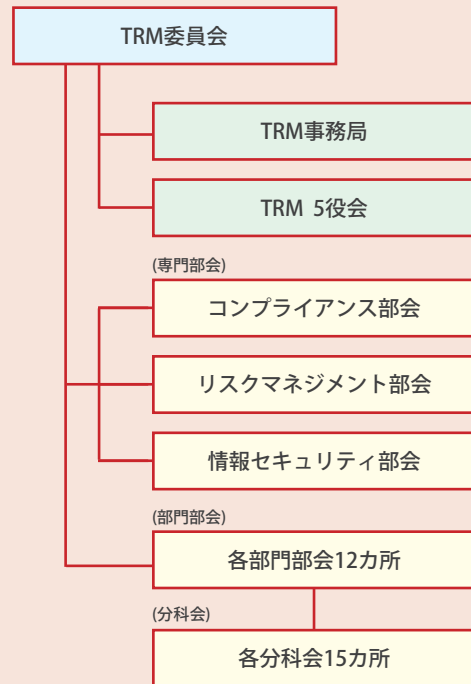 TRM委員会
TRM事務局
TRM 5役会
(専門部会)
コンプライアンス部会
リスクマネジメント部会
情報セキュリティ部会
(部門部会)
各部門部会12カ所
(分科会)
各分科会15カ所